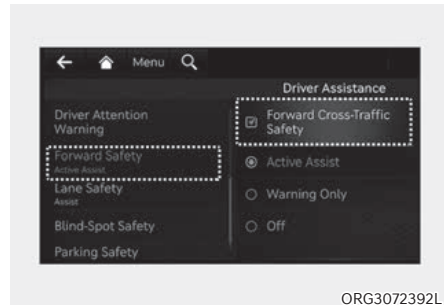 Menu
Driver Assistance
Driver Attention
Warning
Forward Safety
Active Assist
Lane Safety
Assist
Blind-Spot Safety
Parking Safety
Forward Cross-Traffic
Safety
Active Assist
Warning Only
Off
ORG3072392L